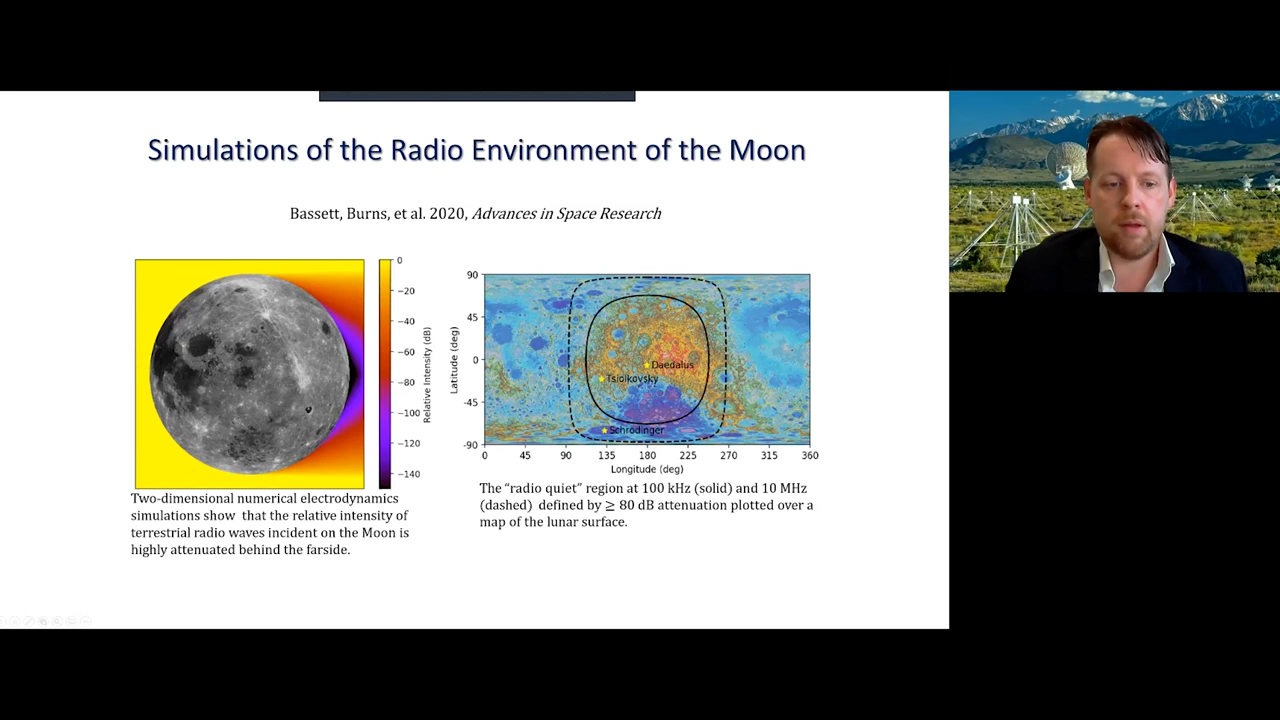 Simulations of the Radio Environment of the Moon
Bassett, Burns, et al. 2020, Advances in Space Research
0
−20
−40
−60
−80
−100
−120
−140
Relative Intensity (dB)
Two-dimensional numerical electrodynamics
simulations show that the relative intensity of
terrestrial radio waves incident on the Moon is
highly attenuated behind the farside.
90
45
0
-45
-90
Latitude (deg)
Daedalus
Tsiolkovsky
Schrodinger
0 45 90 135 180 225 270 315 360
Longitude (deg)
The “radio quiet” region at 100 kHz (solid) and 10 MHz
(dashed) defined by ≥ 80 dB attenuation plotted over a
map of the lunar surface.